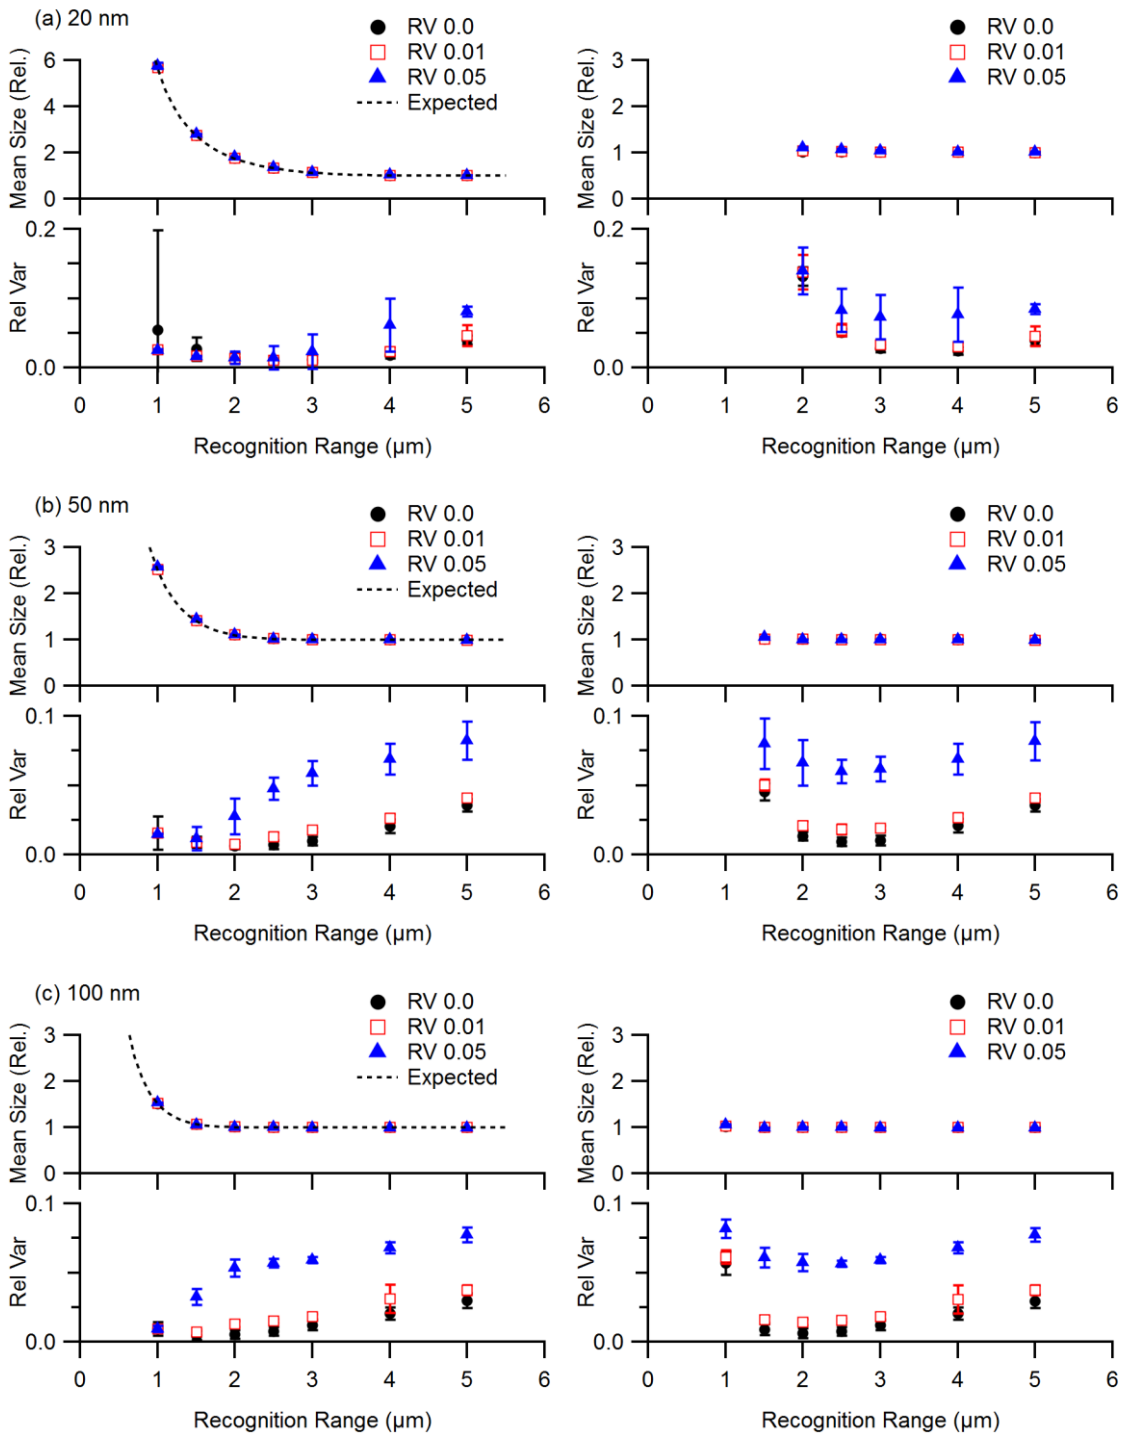 (a) 20 nm
RV 0.0
RV 0.01
RV 0.05
Expected
Mean Size (Rel.)
6
4
2
0
Rel Var
0.2
0.0
0 1 2 3 4 5 6
Recognition Range (µm)
RV 0.0
RV 0.01
RV 0.05
Mean Size (Rel.)
3
2
1
0
Rel Var
0.2
0.0
0 1 2 3 4 5 6
Recognition Range (µm)
(b) 50 nm
RV 0.0
RV 0.01
RV 0.05
Expected
Mean Size (Rel.)
3
2
1
0
Rel Var
0.1
0.0
0 1 2 3 4 5 6
Recognition Range (µm)
RV 0.0
RV 0.01
RV 0.05
Mean Size (Rel.)
3
2
1
0
Rel Var
0.1
0.0
0 1 2 3 4 5 6
Recognition Range (µm)
(c) 100 nm
RV 0.0
RV 0.01
RV 0.05
Expected
Mean Size (Rel.)
3
2
1
0
Rel Var
0.1
0.0
0 1 2 3 4 5 6
Recognition Range (µm)
RV 0.0
RV 0.01
RV 0.05
Mean Size (Rel.)
3
2
1
0
Rel Var
0.1
0.0
0 1 2 3 4 5 6
Recognition Range (µm)